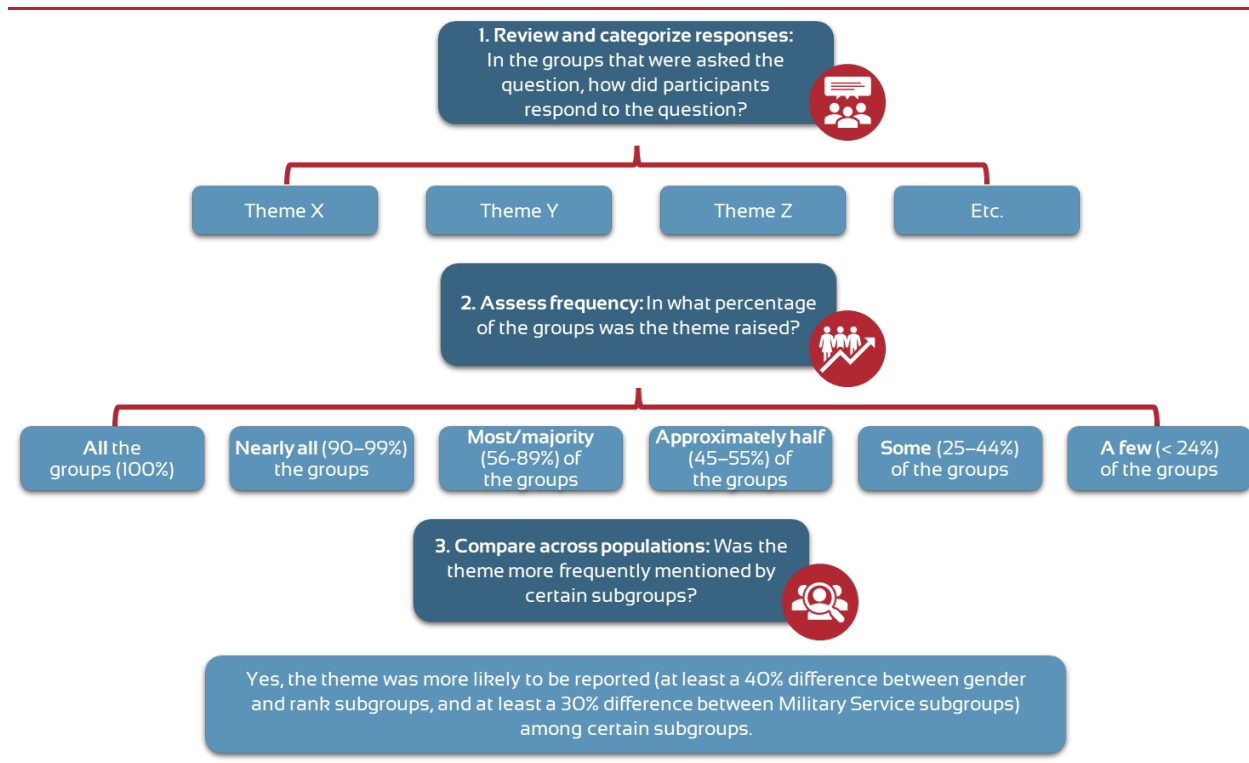 1. Review and categorize responses:
In the groups that were asked the
question, how did participants
respond to the question?
Theme X
Theme Y
Theme Z
Etc.
2. Assess frequency: In what percentage
of the groups was the theme raised?
All the
groups (100%)
Nearly all (90–99%)
the groups
Most/majority
(56-89%) of
the groups
Approximately half
(45–55%) of
the groups
Some (25–44%)
of the groups
A few (< 24%)
of the groups
3. Compare across populations: Was the
theme more frequently mentioned by
certain subgroups?
Yes, the theme was more likely to be reported (at least a 40% difference between gender
and rank subgroups, and at least a 30% difference between Military Service subgroups)
among certain subgroups.